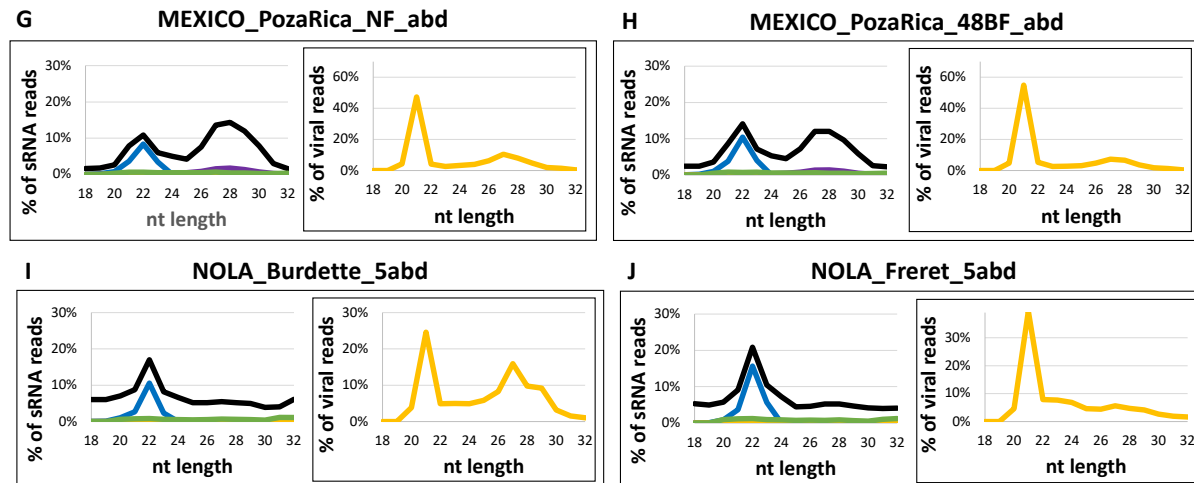 G MEXICO_PozaRica_NF_abd
% of sRNA reads
30%
20%
10%
0%
18 20 22 24 26 28 30 32
nt length
% of viral reads
60%
40%
20%
0%
18 20 22 24 26 28 30 32
nt length
H MEXICO_PozaRica_48BF_abd
% of sRNA reads
30%
20%
10%
0%
18 20 22 24 26 28 30 32
nt length
% of viral reads
60%
40%
20%
0%
18 20 22 24 26 28 30 32
nt length
I NOLA_Burdette_5abd
% of sRNA reads
30%
20%
10%
0%
18 20 22 24 26 28 30 32
nt length
% of viral reads
30%
20%
10%
0%
18 20 22 24 26 28 30 32
nt length
J NOLA_Freret_5abd
% of sRNA reads
30%
20%
10%
0%
18 20 22 24 26 28 30 32
nt length
% of viral reads
30%
20%
10%
0%
18 20 22 24 26 28 30 32
nt length